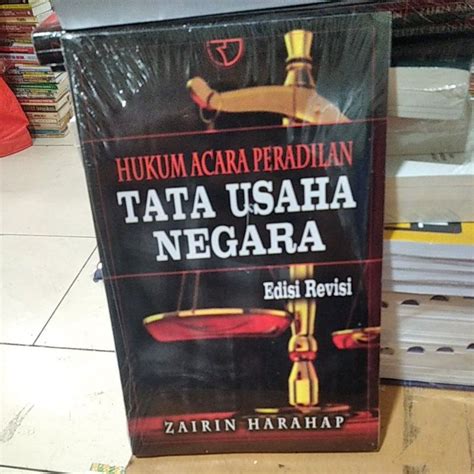 HUKUM ACARA PERADILAN
TATA USAHA
NEGARA
Edisi Revisi
ZAIRIN HARAHAP